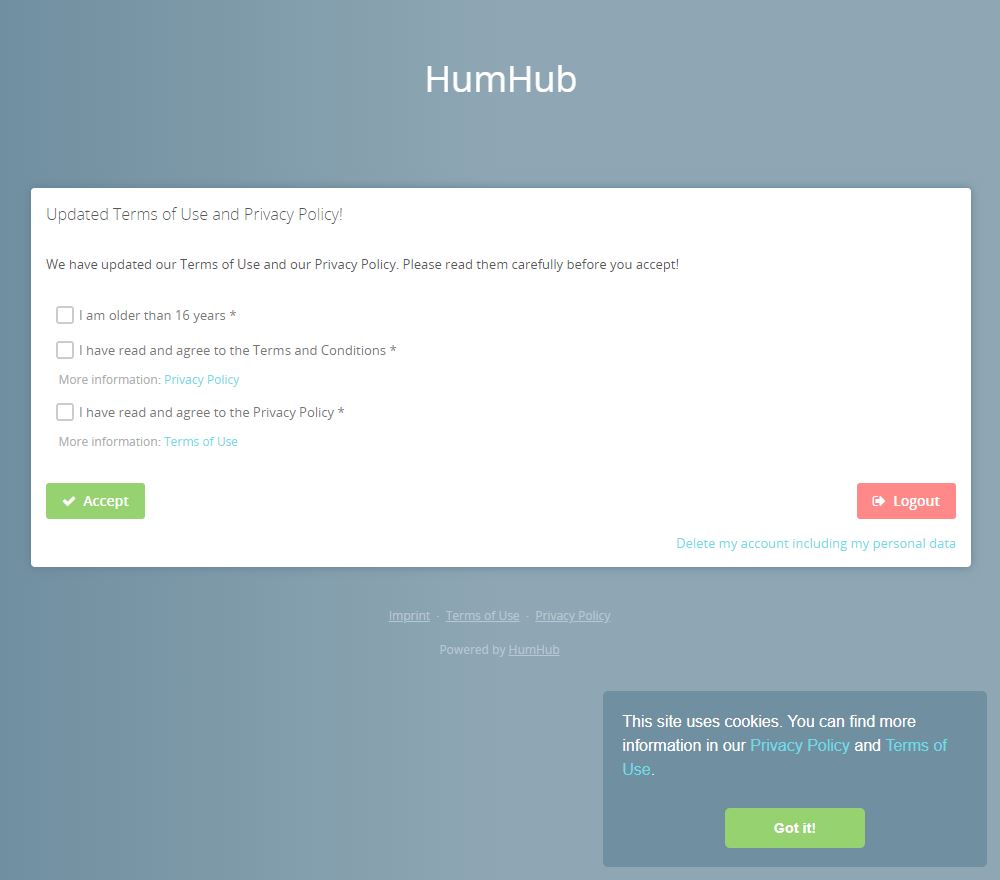 HumHub
Updated Terms of Use and Privacy Policy!
We have updated our Terms of Use and our Privacy Policy. Please read them carefully before you accept!
I am older than 16 years *
I have read and agree to the Terms and Conditions *
More information: Privacy Policy
I have read and agree to the Privacy Policy *
More information: Terms of Use
Accept
Logout
Delete my account including my personal data
Imprint · Terms of Use · Privacy Policy
Powered by HumHub
This site uses cookies. You can find more
information in our Privacy Policy and Terms of
Use.
Got it!